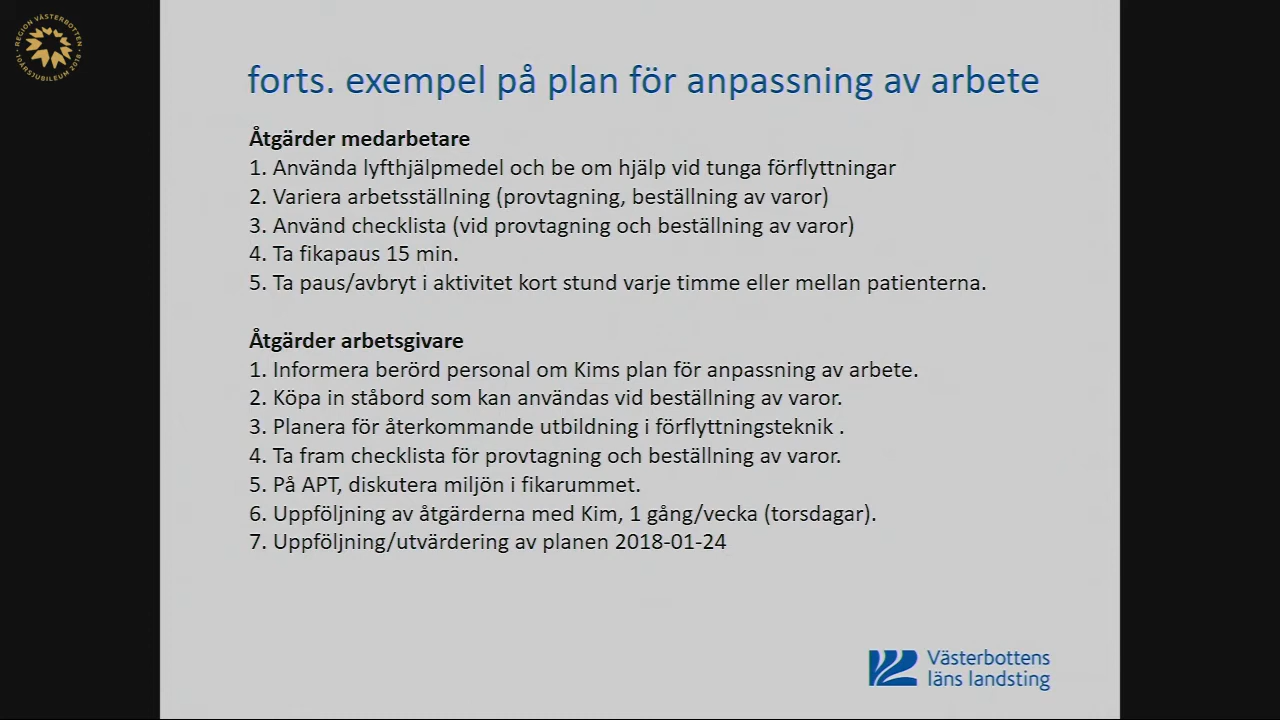 REGION VÄSTERBOTTEN
10ÅRSJUBILEUM 2018
forts. exempel på plan för anpassning av arbete
Åtgärder medarbetare
1. Använda lyfthjälpmedel och be om hjälp vid tunga förflyttningar
2. Variera arbetsställning (provtagning, beställning av varor)
3. Använd checklista (vid provtagning och beställning av varor)
4. Ta fikapaus 15 min.
5. Ta paus/avbryt i aktivitet kort stund varje timme eller mellan patienterna.
Åtgärder arbetsgivare
1. Informera berörd personal om Kims plan för anpassning av arbete.
2. Köpa in ståbord som kan användas vid beställning av varor.
3. Planera för återkommande utbildning i förflyttningsteknik .
4. Ta fram checklista för provtagning och beställning av varor.
5. På APT, diskutera miljön i fikarummet.
6. Uppföljning av åtgärderna med Kim, 1 gång/vecka (torsdagar).
7. Uppföljning/utvärdering av planen 2018-01-24
Västerbottens
läns landsting